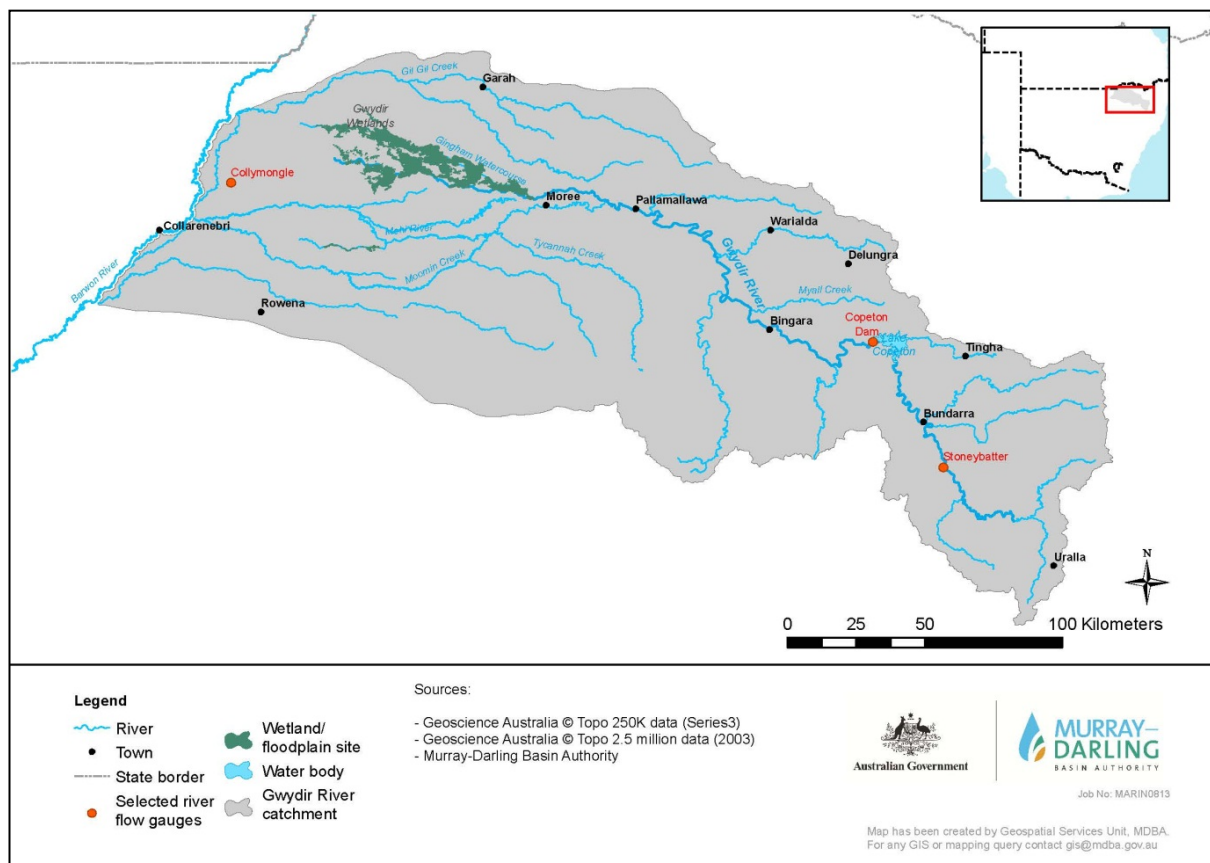 Gil Gil Creek
Garah
Gwydir
Wetlands
Gingham Watercourse
Collymongle
Moree
Pallamallawa
Collarenebri
Mehi River
Warialda
Delungra
Barwon River
Moomin Creek
Tycannah Creek
Gwydir River
Myall Creek
Rowena
Bingara
Copeton
Dam
Lake
Copeton
Tingha
Bundarra
Stoneybatter
Uralla
N
0 25 50 100 Kilometers
Legend
River
Town
State border
Selected river
flow gauges
Wetland/
floodplain site
Water body
Gwydir River
catchment
Sources:
- Geoscience Australia © Topo 250K data (Series3)
- Geoscience Australia © Topo 2.5 million data (2003)
- Murray-Darling Basin Authority
Australian Government
MURRAY–
DARLING
BASIN AUTHORITY
Job No: MARIN0813
Map has been created by Geospatial Services Unit, MDBA.
For any GIS or mapping query contact gis@mdba.gov.au